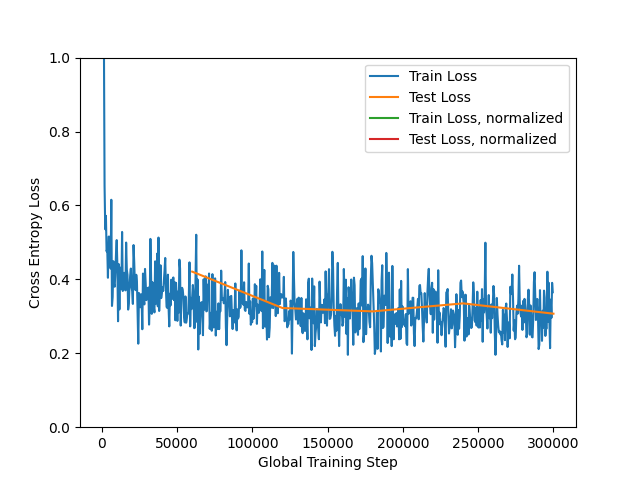 Train Loss
Test Loss
Train Loss, normalized
Test Loss, normalized
Cross Entropy Loss
1.0
0.8
0.6
0.4
0.2
0.0
0
50000
100000
150000
200000
250000
300000
Global Training Step